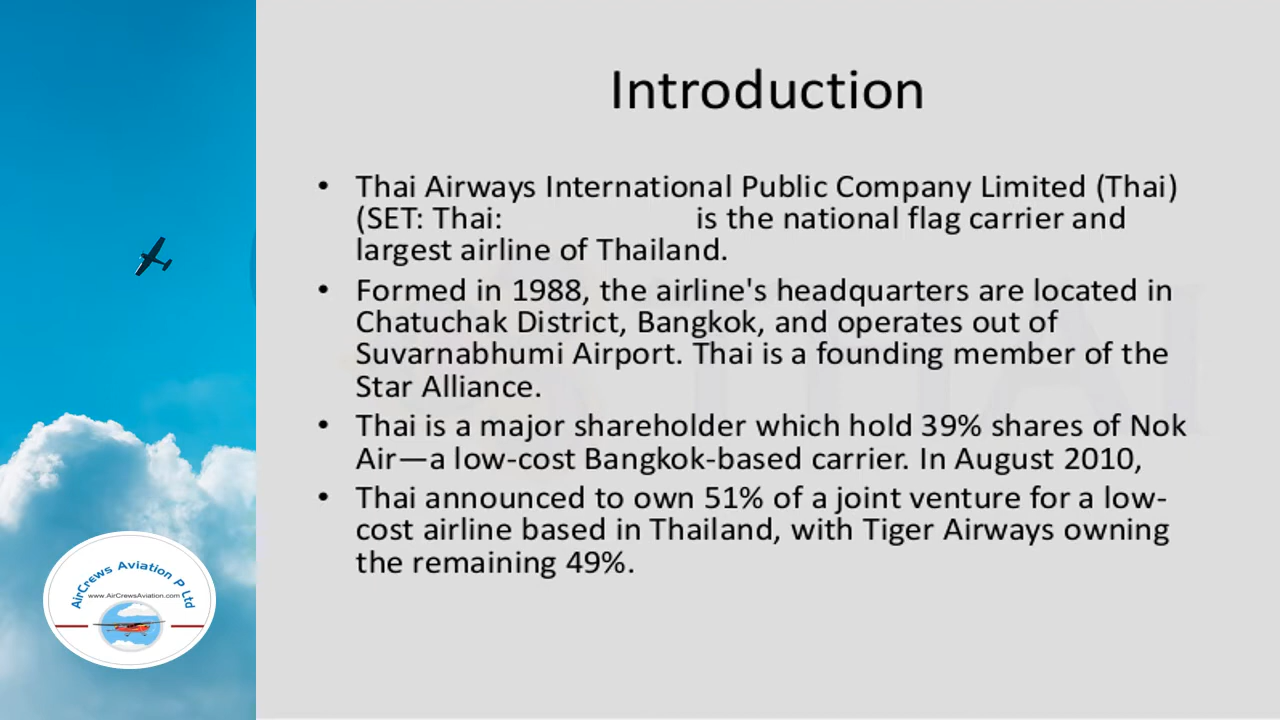 Introduction
• Thai Airways International Public Company Limited (Thai)
(SET: Thai: is the national flag carrier and
largest airline of Thailand.
• Formed in 1988, the airline's headquarters are located in
Chatuchak District, Bangkok, and operates out of
Suvarnabhumi Airport. Thai is a founding member of the
Star Alliance.
• Thai is a major shareholder which hold 39% shares of Nok
Air—a low-cost Bangkok-based carrier. In August 2010,
• Thai announced to own 51% of a joint venture for a low-
cost airline based in Thailand, with Tiger Airways owning
the remaining 49%.
AirCrews Aviation P Ltd
www.AirCrewsAviation.com
THAI